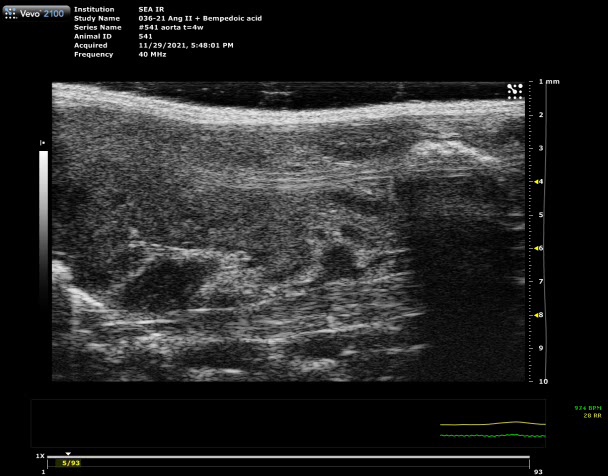 Vevo 2100
Institution SEA IR
Study Name 036-21 Ang II + Bempedoic acid
Series Name #541 aorta t=4w
Animal ID 541
Acquired 11/29/2021, 5:48:01 PM
Frequency 40 MHz
1 mm
2
3
4
5
6
7
8
9
10
974 BPM
28 RR
1X
5/93
1
93